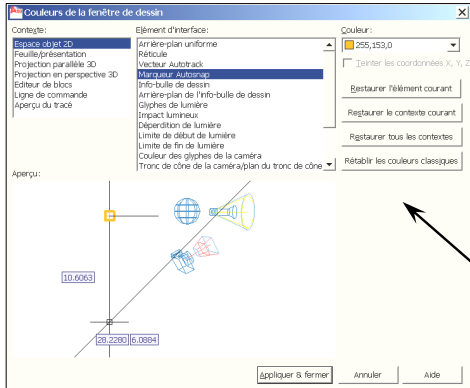 Couleurs de la fenêtre de dessin
Contexte:
Espace objet 2D
Feuille/présentation
Projection parallèle 3D
Projection en perspective 3D
Editeur de blocs
Ligne de commande
Aperçu du tracé
Elément d'interface:
Arrière-plan uniforme
Réticule
Vecteur Autotrack
Marqueur Autosnap
Info-bulle de dessin
Arrière-plan de l'info-bulle de dessin
Glyphes de lumière
Impact lumineux
Déperdition de lumière
Limite de début de lumière
Limite de fin de lumière
Couleur des glyphes de la caméra
Tronc de cône de la caméra/plan du tronc de cône
Couleur:
255,153,0
Teinter les coordonnées X, Y, Z
Restaurer l'élément courant
Restaurer le contexte courant
Restaurer tous les contextes
Rétablir les couleurs classiques
Aperçu:
10.6063
28.2280 6.0884
Appliquer & fermer Annuler Aide